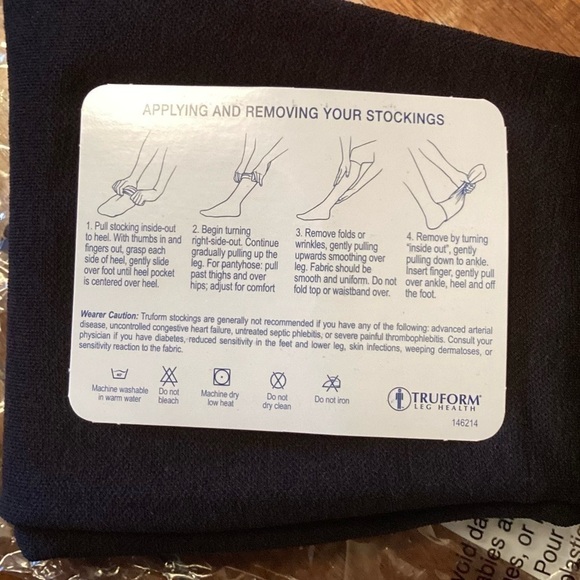 APPLYING AND REMOVING YOUR STOCKINGS
1. Pull stocking inside-out
to heel. With thumbs in and
fingers out, grasp each
side of heel, gently slide
over foot until heel pocket
is centered over heel.
2. Begin turning
right-side-out. Continue
gradually pulling up the
leg. For pantyhose: pull
past thighs and over
hips; adjust for comfort
3. Remove folds or
wrinkles, gently pulling
upwards smoothing over
leg. Fabric should be
smooth and uniform. Do not
fold top or waistband over.
4. Remove by turning
"inside out", gently
pulling down to ankle.
Insert finger, gently pull
over ankle, heel and off
the foot.
Wearer Caution: Truform stockings are generally not recommended if you have any of the following: advanced arterial
disease, uncontrolled congestive heart failure, untreated septic phlebitis, or severe painful thrombophlebitis. Consult your
physician if you have diabetes, reduced sensitivity in the feet and lower leg, skin infections, weeping dermatoses, or
sensitivity reaction to the fabric.
Machine washable
in warm water
Do not
bleach
Machine dry
low heat
Do not
dry clean
Do not iron
TRUFORM®
LEG HEALTH
146214
es, or
Pour